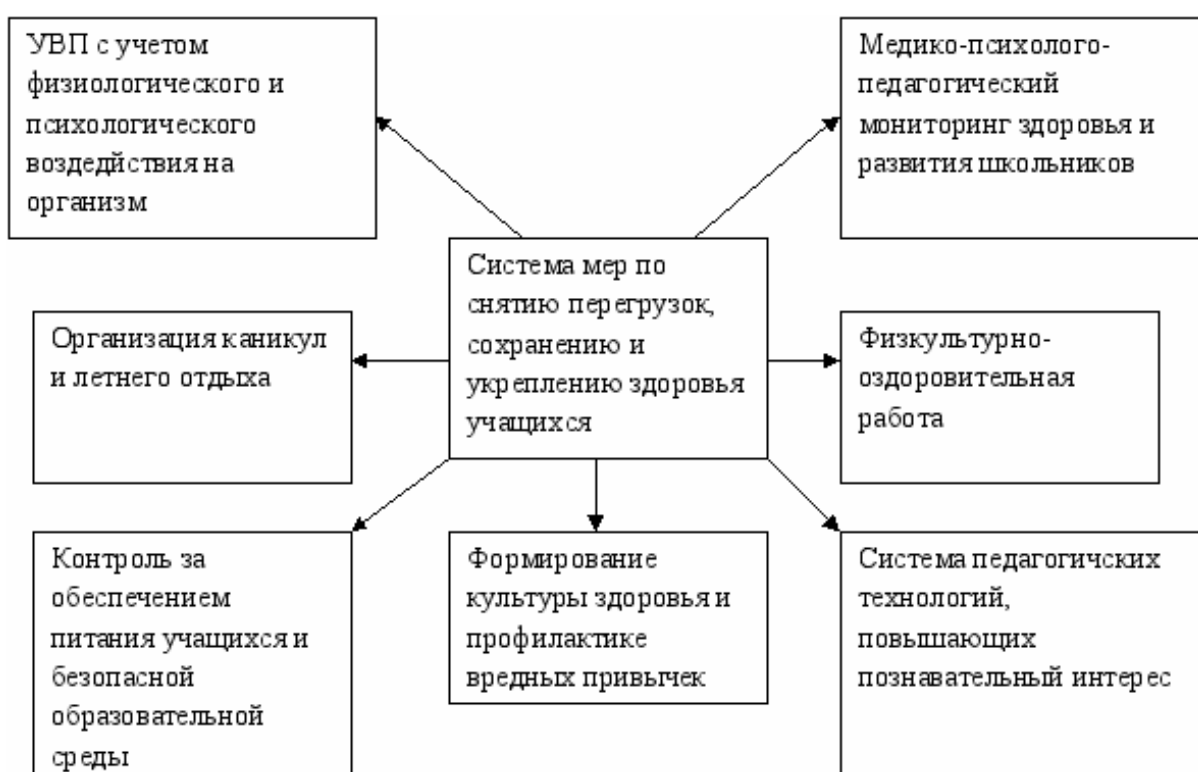 УВП с учетом
физиологического и
психологического
воздедйствия на
организм
Медико-психолого-
педагогический
мониторинг здоровья и
развития школьников
Система мер по
снятию перегрузок,
сохранению и
укреплению здоровья
учащихся
Организация каникул
и летнего отдыха
Физкультурно-
оздоровительная
работа
Контроль за
обеспечением
питания учащихся и
безопасной
образовательной
среды
Формирование
культуры здоровья и
профилактике
вредных привычек
Система педагогичских
технологий,
повышающих
познавательный интерес